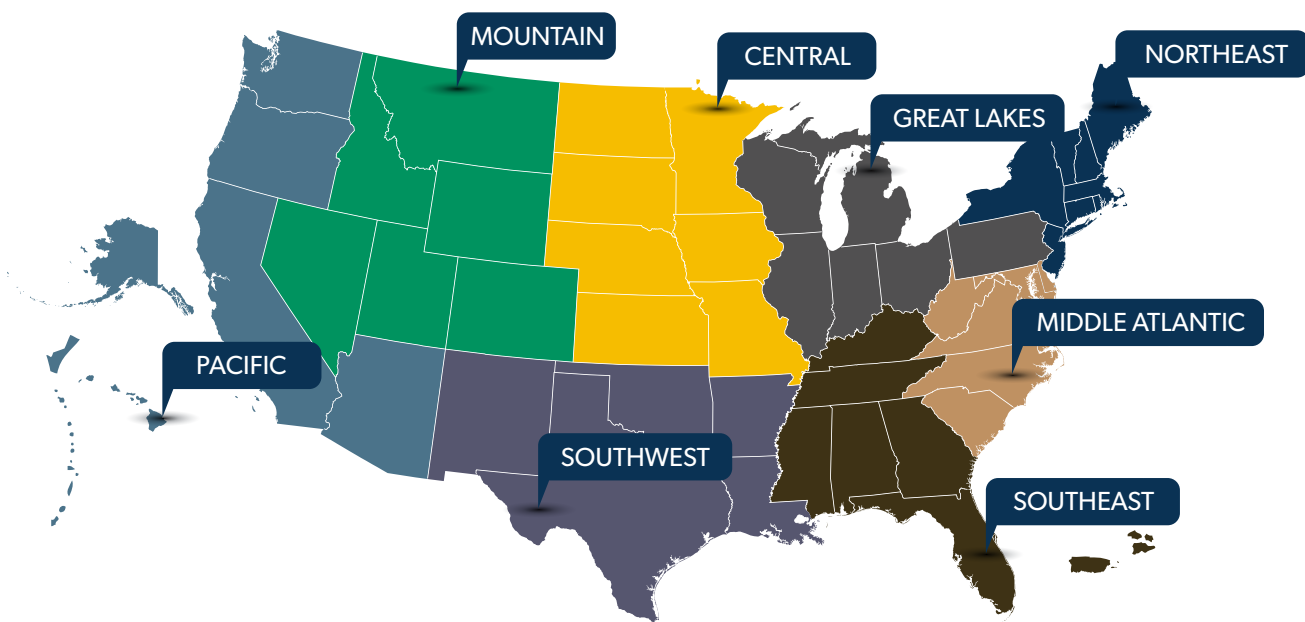 MOUNTAIN
CENTRAL
NORTHEAST
GREAT LAKES
MIDDLE ATLANTIC
PACIFIC
SOUTHWEST
SOUTHEAST